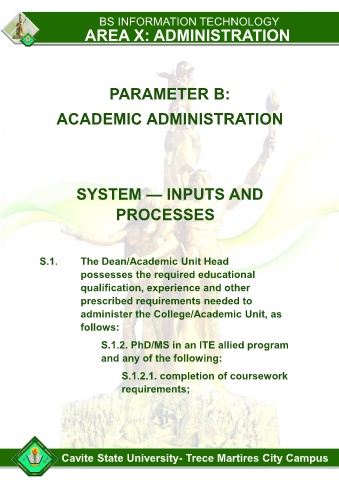 BS INFORMATION TECHNOLOGY
AREA X: ADMINISTRATION
PARAMETER B:
ACADEMIC ADMINISTRATION
SYSTEM — INPUTS AND
PROCESSES
S.1. The Dean/Academic Unit Head
possesses the required educational
qualification, experience and other
prescribed requirements needed to
administer the College/Academic Unit, as
follows:
S.1.2. PhD/MS in an ITE allied program
and any of the following:
S.1.2.1. completion of coursework
requirements;
Cavite State University- Trece Martires City Campus